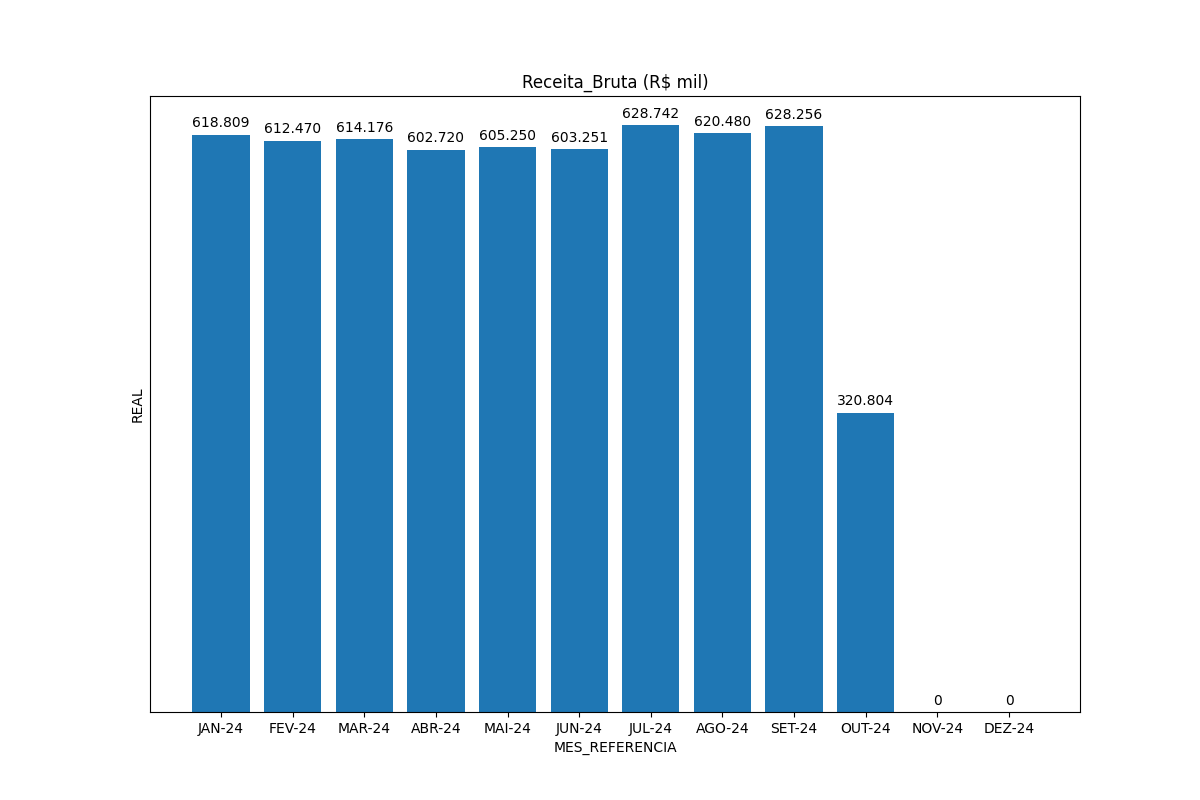 Receita_Bruta (R$ mil)
618.809 612.470 614.176 602.720 605.250 603.251 628.742 620.480 628.256 320.804 0 0
REAL
JAN-24 FEV-24 MAR-24 ABR-24 MAI-24 JUN-24 JUL-24 AGO-24 SET-24 OUT-24 NOV-24 DEZ-24
MES_REFERENCIA